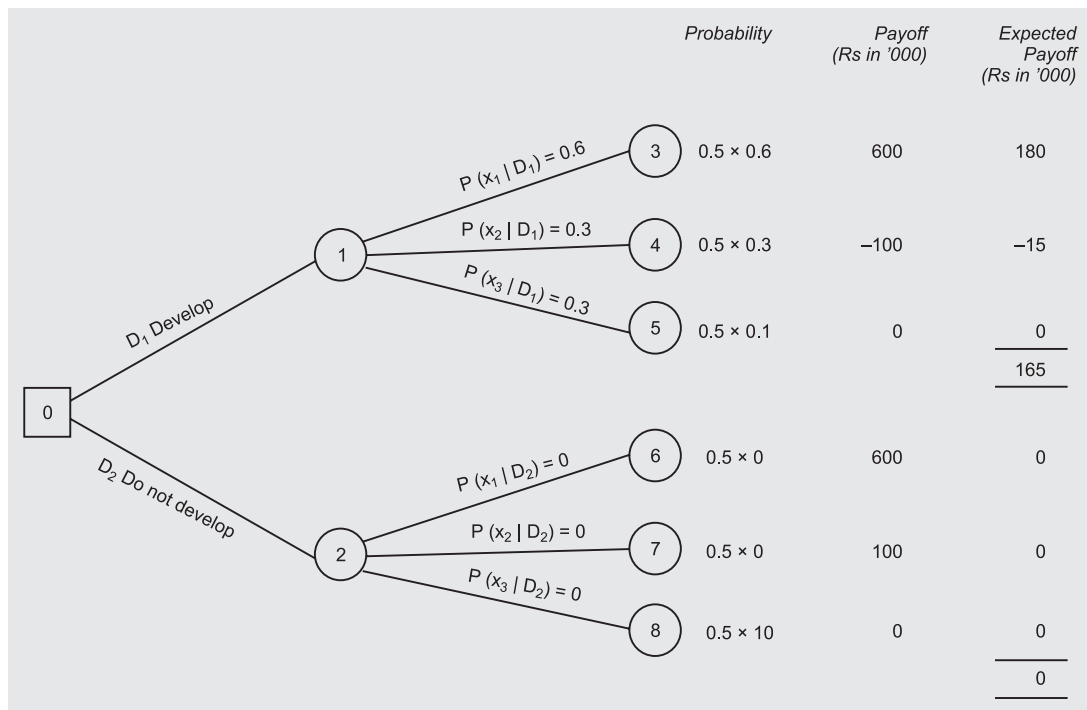 Probability Payoff (Rs in '000) Expected Payoff (Rs in '000)
P (x₁ | D₁) = 0.6
3 0.5 × 0.6 600 180
P (x₂ | D₁) = 0.3
1 4 0.5 × 0.3 –100 –15
P (x₃ | D₁) = 0.3
D₁ Develop
5 0.5 × 0.1 0 0
165
0
D₂ Do not develop
P (x₁ | D₂) = 0
6 0.5 × 0 600 0
P (x₂ | D₂) = 0
2 7 0.5 × 0 100 0
P (x₃ | D₂) = 0
8 0.5 × 10 0 0
0